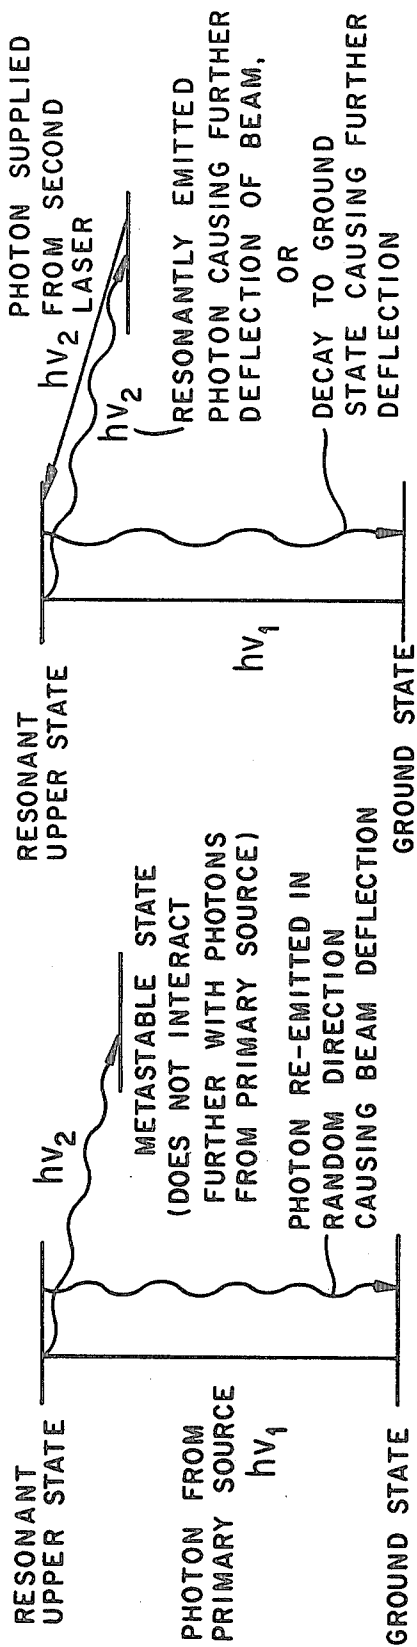 RESONANT
UPPER STATE
hν₂
METASTABLE STATE
(DOES NOT INTERACT
FURTHER WITH PHOTONS
FROM PRIMARY SOURCE)
PHOTON FROM
PRIMARY SOURCE
hν₁
PHOTON RE-EMITTED IN
RANDOM DIRECTION
CAUSING BEAM DEFLECTION
GROUND STATE
RESONANT
UPPER STATE
PHOTON SUPPLIED
FROM SECOND
LASER
hν₂
hν₂
RESONANTLY EMITTED
PHOTON CAUSING FURTHER
DEFLECTION OF BEAM,
OR
DECAY TO GROUND
STATE CAUSING FURTHER
DEFLECTION
hν₁
GROUND STATE